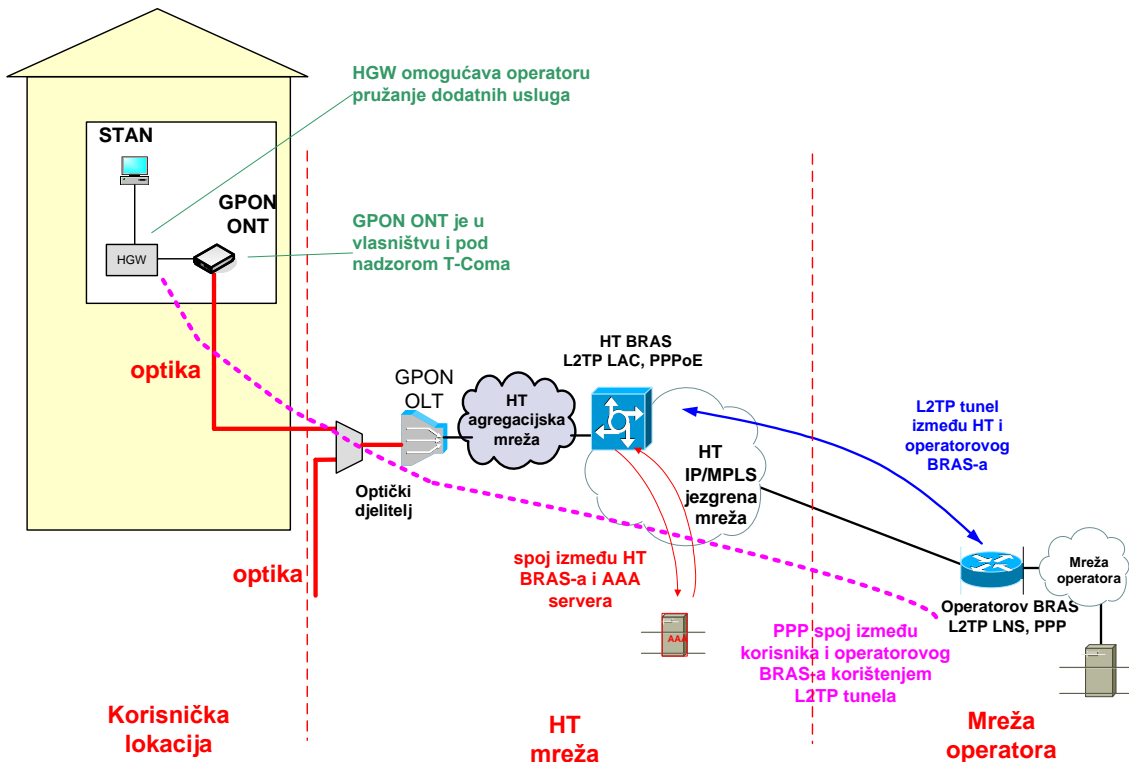 HGW omogućava operatoru
pružanje dodatnih usluga
STAN
GPON
ONT
HGW
GPON ONT je u
vlasništvu i pod
nadzorom T-Coma
optika
optika
Optički
djelitelj
GPON
OLT
HT
agregacijska
mreža
HT BRAS
L2TP LAC, PPPoE
HT
IP/MPLS
jezgrena
mreža
L2TP tunel
između HT i
operatorovog
BRAS-a
spoj između HT
BRAS-a i AAA
servera
AAA
Mreža
operatora
Operatorov BRAS
L2TP LNS, PPP
PPP spoj između
korisnika i operatorovog
BRAS-a korištenjem
L2TP tunela
Korisnička
lokacija
HT
mreža
Mreža
operatora